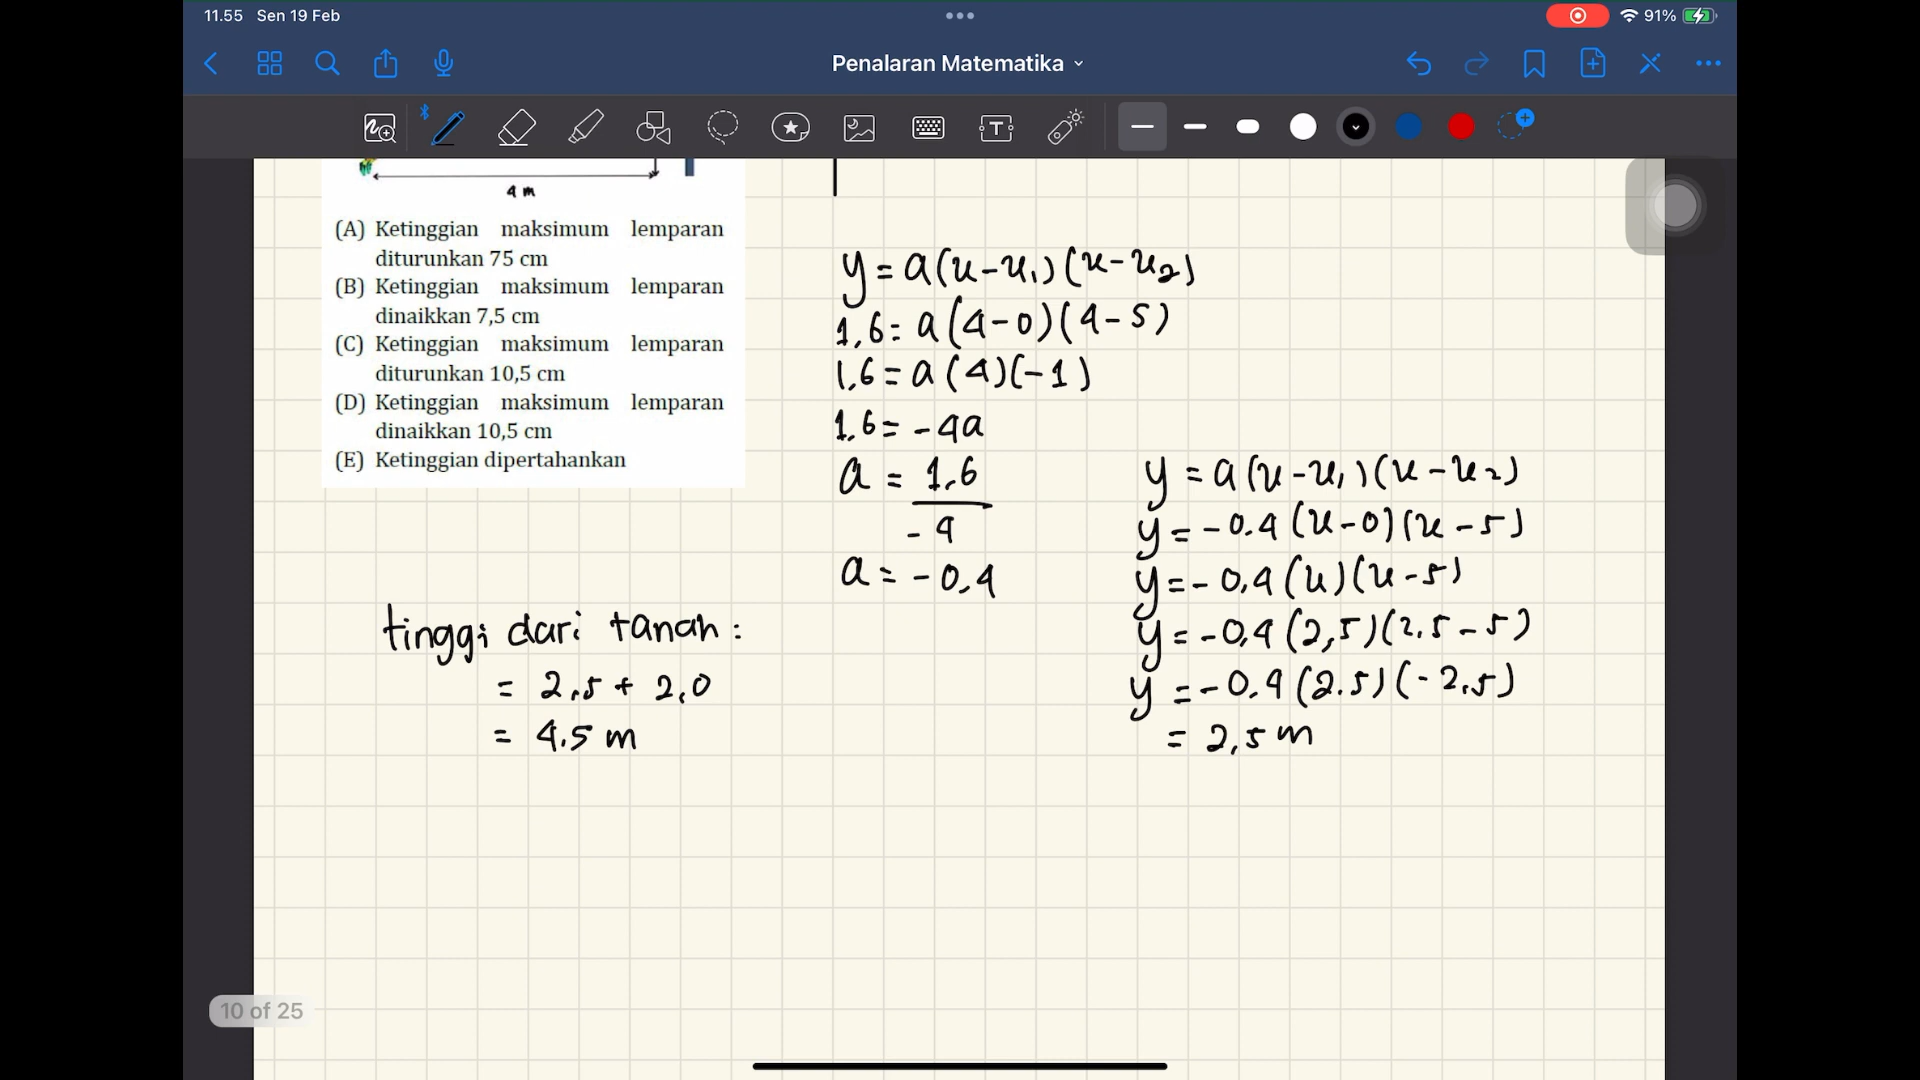 11.55 Sen 19 Feb
91%
Penalaran Matematika
T
4 m
(A) Ketinggian maksimum lemparan
diturunkan 75 cm
(B) Ketinggian maksimum lemparan
dinaikkan 7,5 cm
(C) Ketinggian maksimum lemparan
diturunkan 10,5 cm
(D) Ketinggian maksimum lemparan
dinaikkan 10,5 cm
(E) Ketinggian dipertahankan
tinggi dari tanah :
= 2,5 + 2,0
= 4.5 m
y = a(x-x₁)(x-x₂)
1,6 = a(4-0)(4-5)
1,6 = a(4)(-1)
1.6 = -4a
a = 1.6
-4
a = -0.4
y = a(x-x₁)(x-x₂)
y = -0.4(x-0)(x-5)
y = -0,4(x)(x-5)
y = -0,4(2,5)(2.5-5)
y = -0.4(2.5)(-2,5)
= 2,5 m
10 of 25